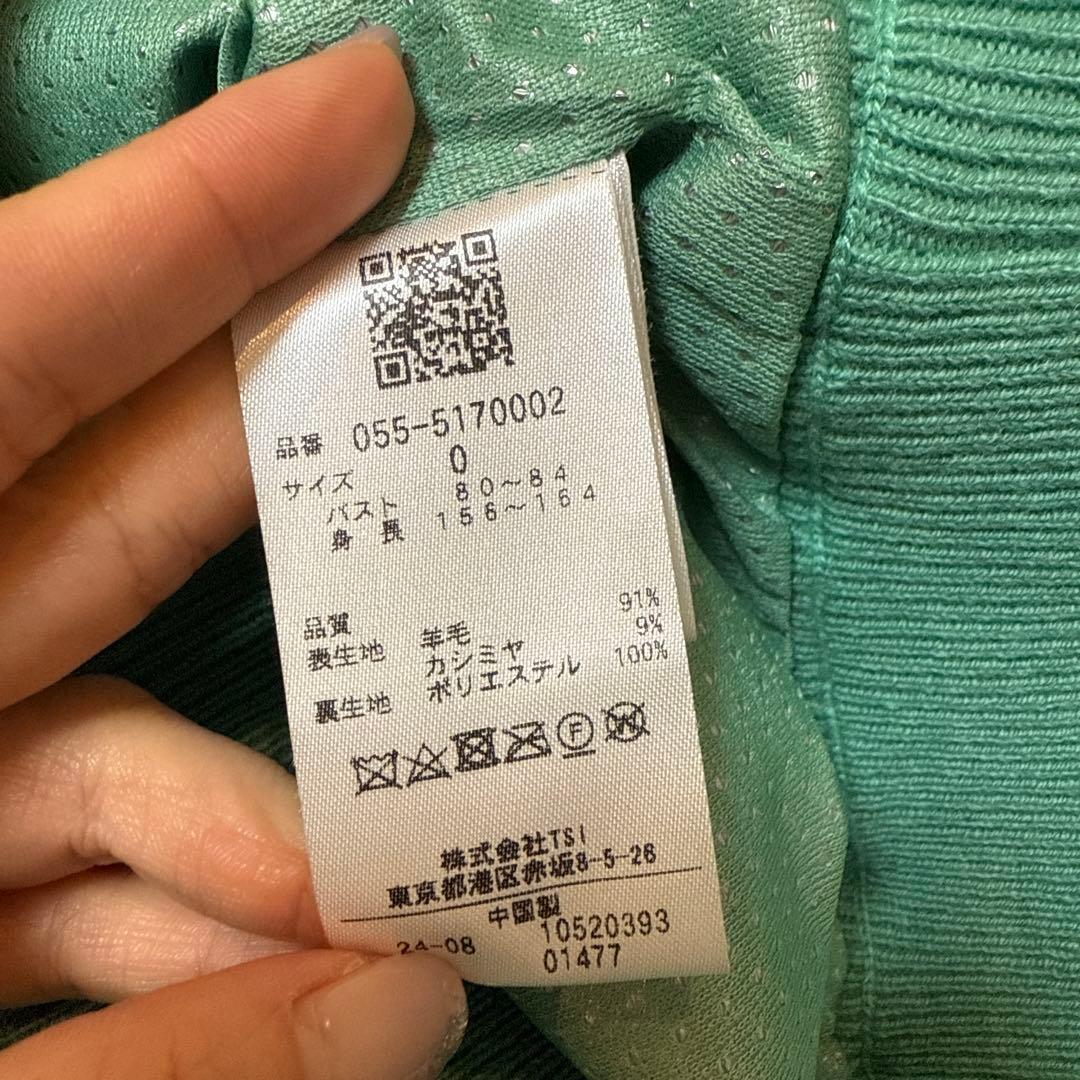 品番 055-5170002
サイズ 0
バスト 80~84
身 長 156~164
品質
表生地 羊毛 91%
カシミヤ 9%
裏生地 ポリエステル 100%
F
W
株式会社TSI
東京都港区赤坂8-5-26
中国製
24-08 10520393
01477